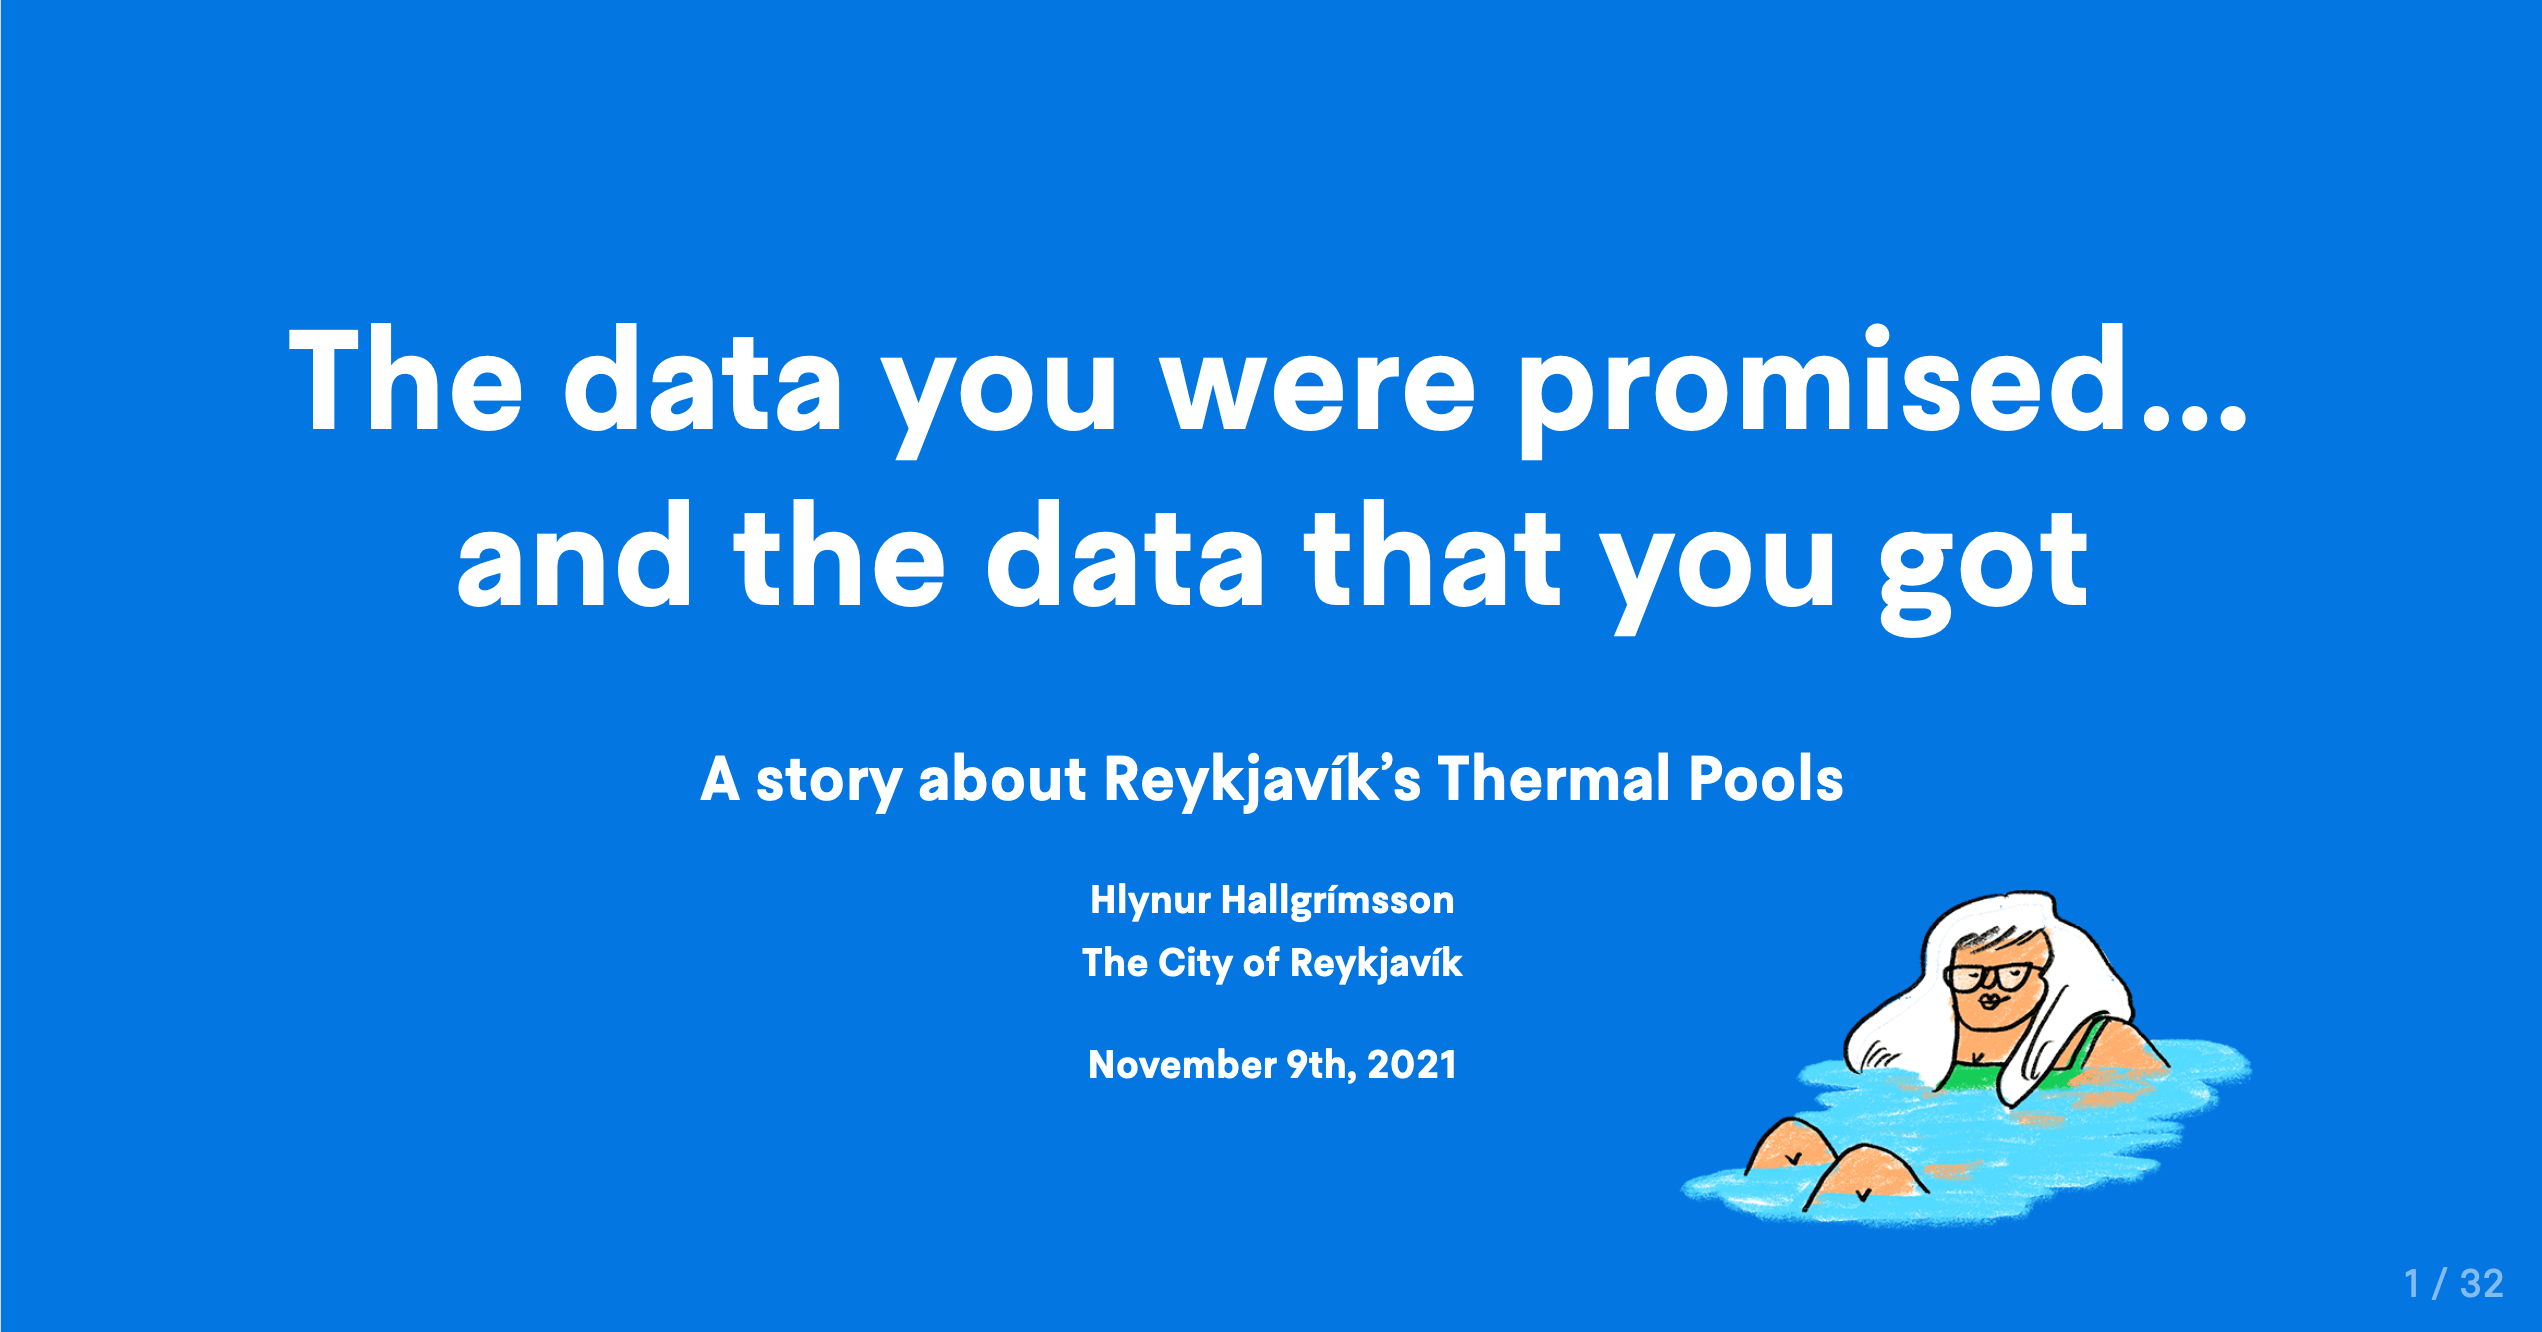 The data you were promised...
and the data that you got
A story about Reykjavík’s Thermal Pools
Hlynur Hallgrímsson
The City of Reykjavík
November 9th, 2021
1 / 32